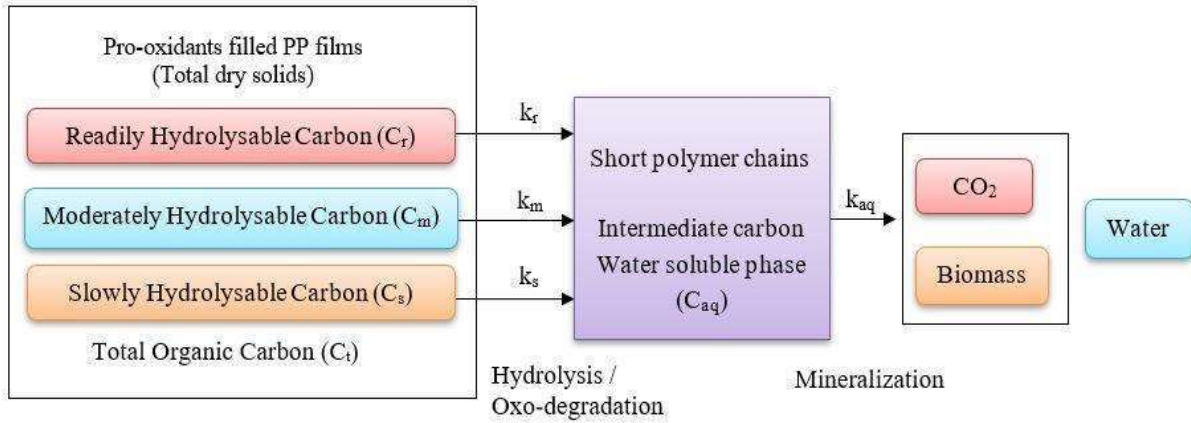 Pro-oxidants filled PP films
(Total dry solids)
Readily Hydrolysable Carbon (Cᵣ)
Moderately Hydrolysable Carbon (Cₘ)
Slowly Hydrolysable Carbon (Cₛ)
Total Organic Carbon (Cₜ)
kᵣ
kₘ
kₛ
Hydrolysis /
Oxo-degradation
Short polymer chains
Intermediate carbon
Water soluble phase
(C_aq)
k_aq
Mineralization
CO₂
Biomass
Water